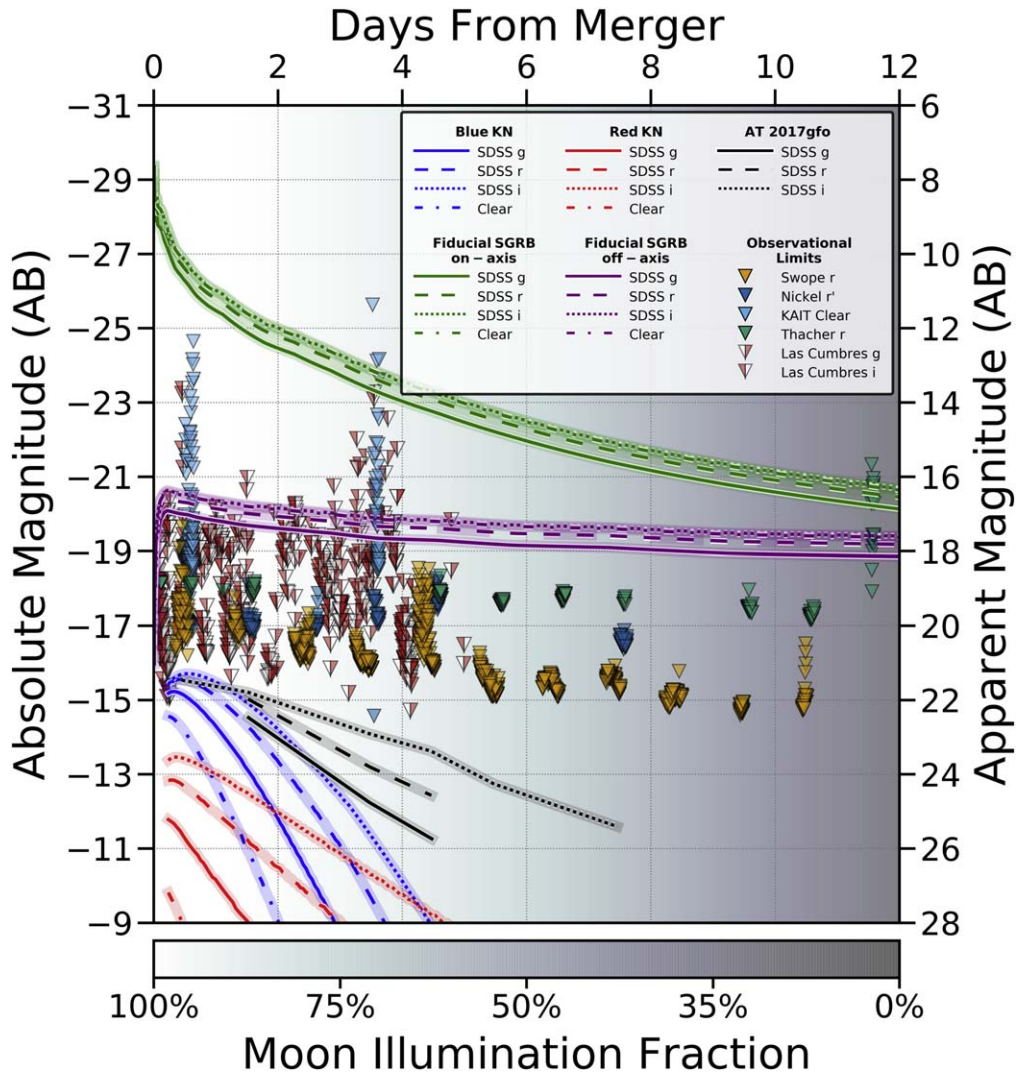 Days From Merger
0 2 4 6 8 10 12
Absolute Magnitude (AB)
−31
−29
−27
−25
−23
−21
−19
−17
−15
−13
−11
−9
Blue KN
SDSS g
SDSS r
SDSS i
Clear
Red KN
SDSS g
SDSS r
SDSS i
Clear
AT 2017gfo
SDSS g
SDSS r
SDSS i
Fiducial SGRB
on − axis
SDSS g
SDSS r
SDSS i
Clear
Fiducial SGRB
off − axis
SDSS g
SDSS r
SDSS i
Clear
Observational
Limits
Swope r
Nickel r'
KAIT Clear
Thacher r
Las Cumbres g
Las Cumbres i
6
8
10
12
14
16
18
20
22
24
26
28
Apparent Magnitude (AB)
100% 75% 50% 35% 0%
Moon Illumination Fraction